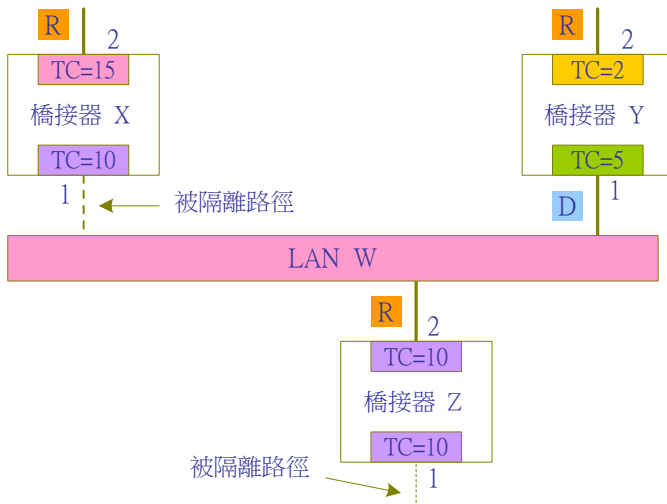 R
2
TC=15
橋接器 X
TC=10
1
被隔離路徑
R
2
TC=2
橋接器 Y
TC=5
1
D
LAN W
R
2
TC=10
橋接器 Z
TC=10
1
被隔離路徑